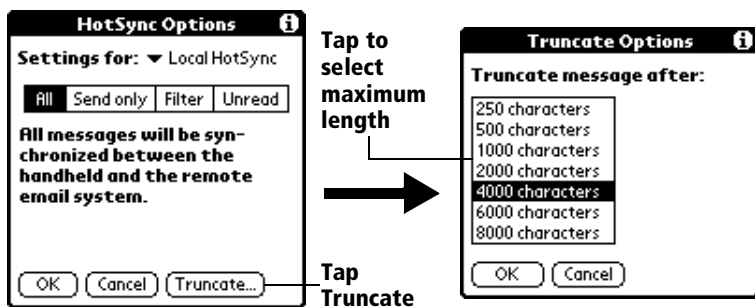 HotSync Options i
Settings for: Local HotSync
All Send only Filter Unread
All messages will be syn-
chronized between the
handheld and the remote
email system.
OK Cancel Truncate...
Tap to
select
maximum
length
Tap
Truncate
Truncate Options i
Truncate message after:
250 characters
500 characters
1000 characters
2000 characters
4000 characters
6000 characters
8000 characters
OK Cancel